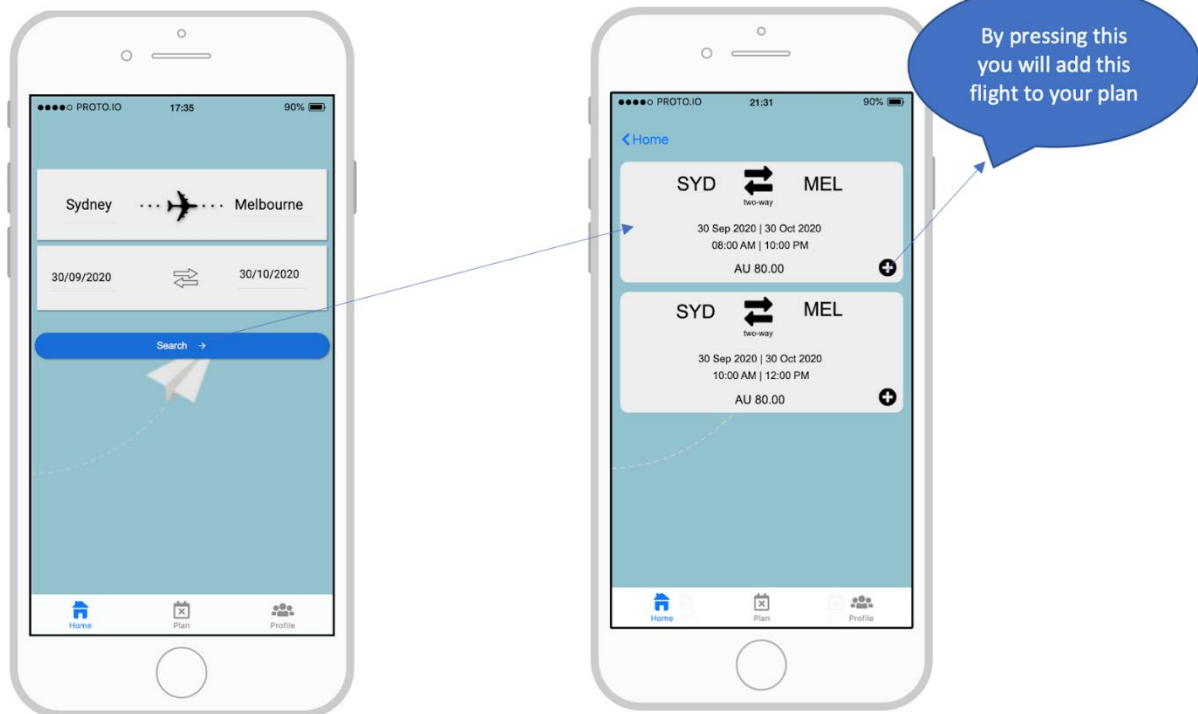 PROTO.IO 17:35 90%
Sydney Melbourne
30/09/2020 30/10/2020
Search →
Home Plan Profile
PROTO.IO 21:31 90%
Home
SYD MEL
two-way
30 Sep 2020 | 30 Oct 2020
08:00 AM | 10:00 PM
AU 80.00
SYD MEL
two-way
30 Sep 2020 | 30 Oct 2020
10:00 AM | 12:00 PM
AU 80.00
Home Plan Profile
By pressing this
you will add this
flight to your plan